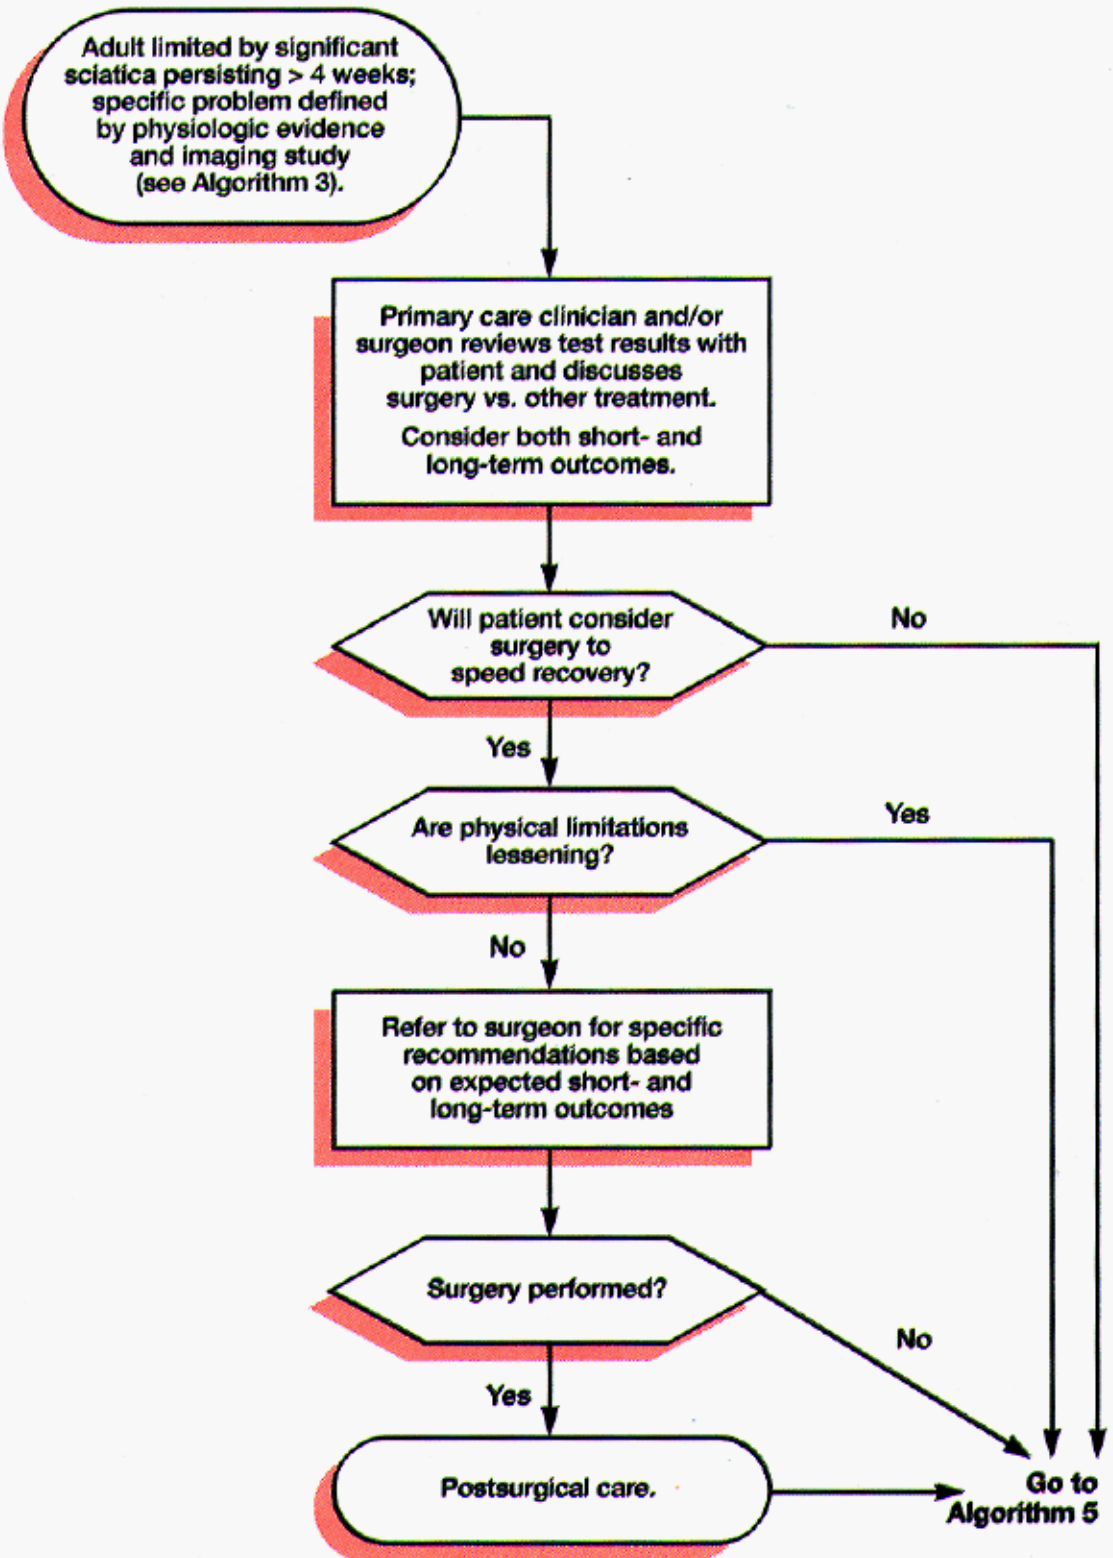 Adult limited by significant
sciatica persisting > 4 weeks;
specific problem defined
by physiologic evidence
and imaging study
(see Algorithm 3).
Primary care clinician and/or
surgeon reviews test results with
patient and discusses
surgery vs. other treatment.
Consider both short- and
long-term outcomes.
Will patient consider
surgery to
speed recovery?
No
Yes
Are physical limitations
lessening?
Yes
No
Refer to surgeon for specific
recommendations based
on expected short- and
long-term outcomes
Surgery performed?
No
Yes
Postsurgical care.
Go to
Algorithm 5